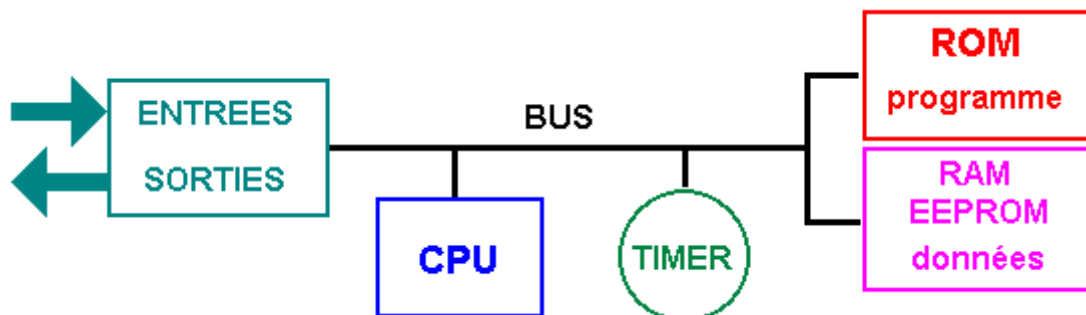 ENTREES
SORTIES
BUS
CPU
TIMER
ROM
programme
RAM
EEPROM
données